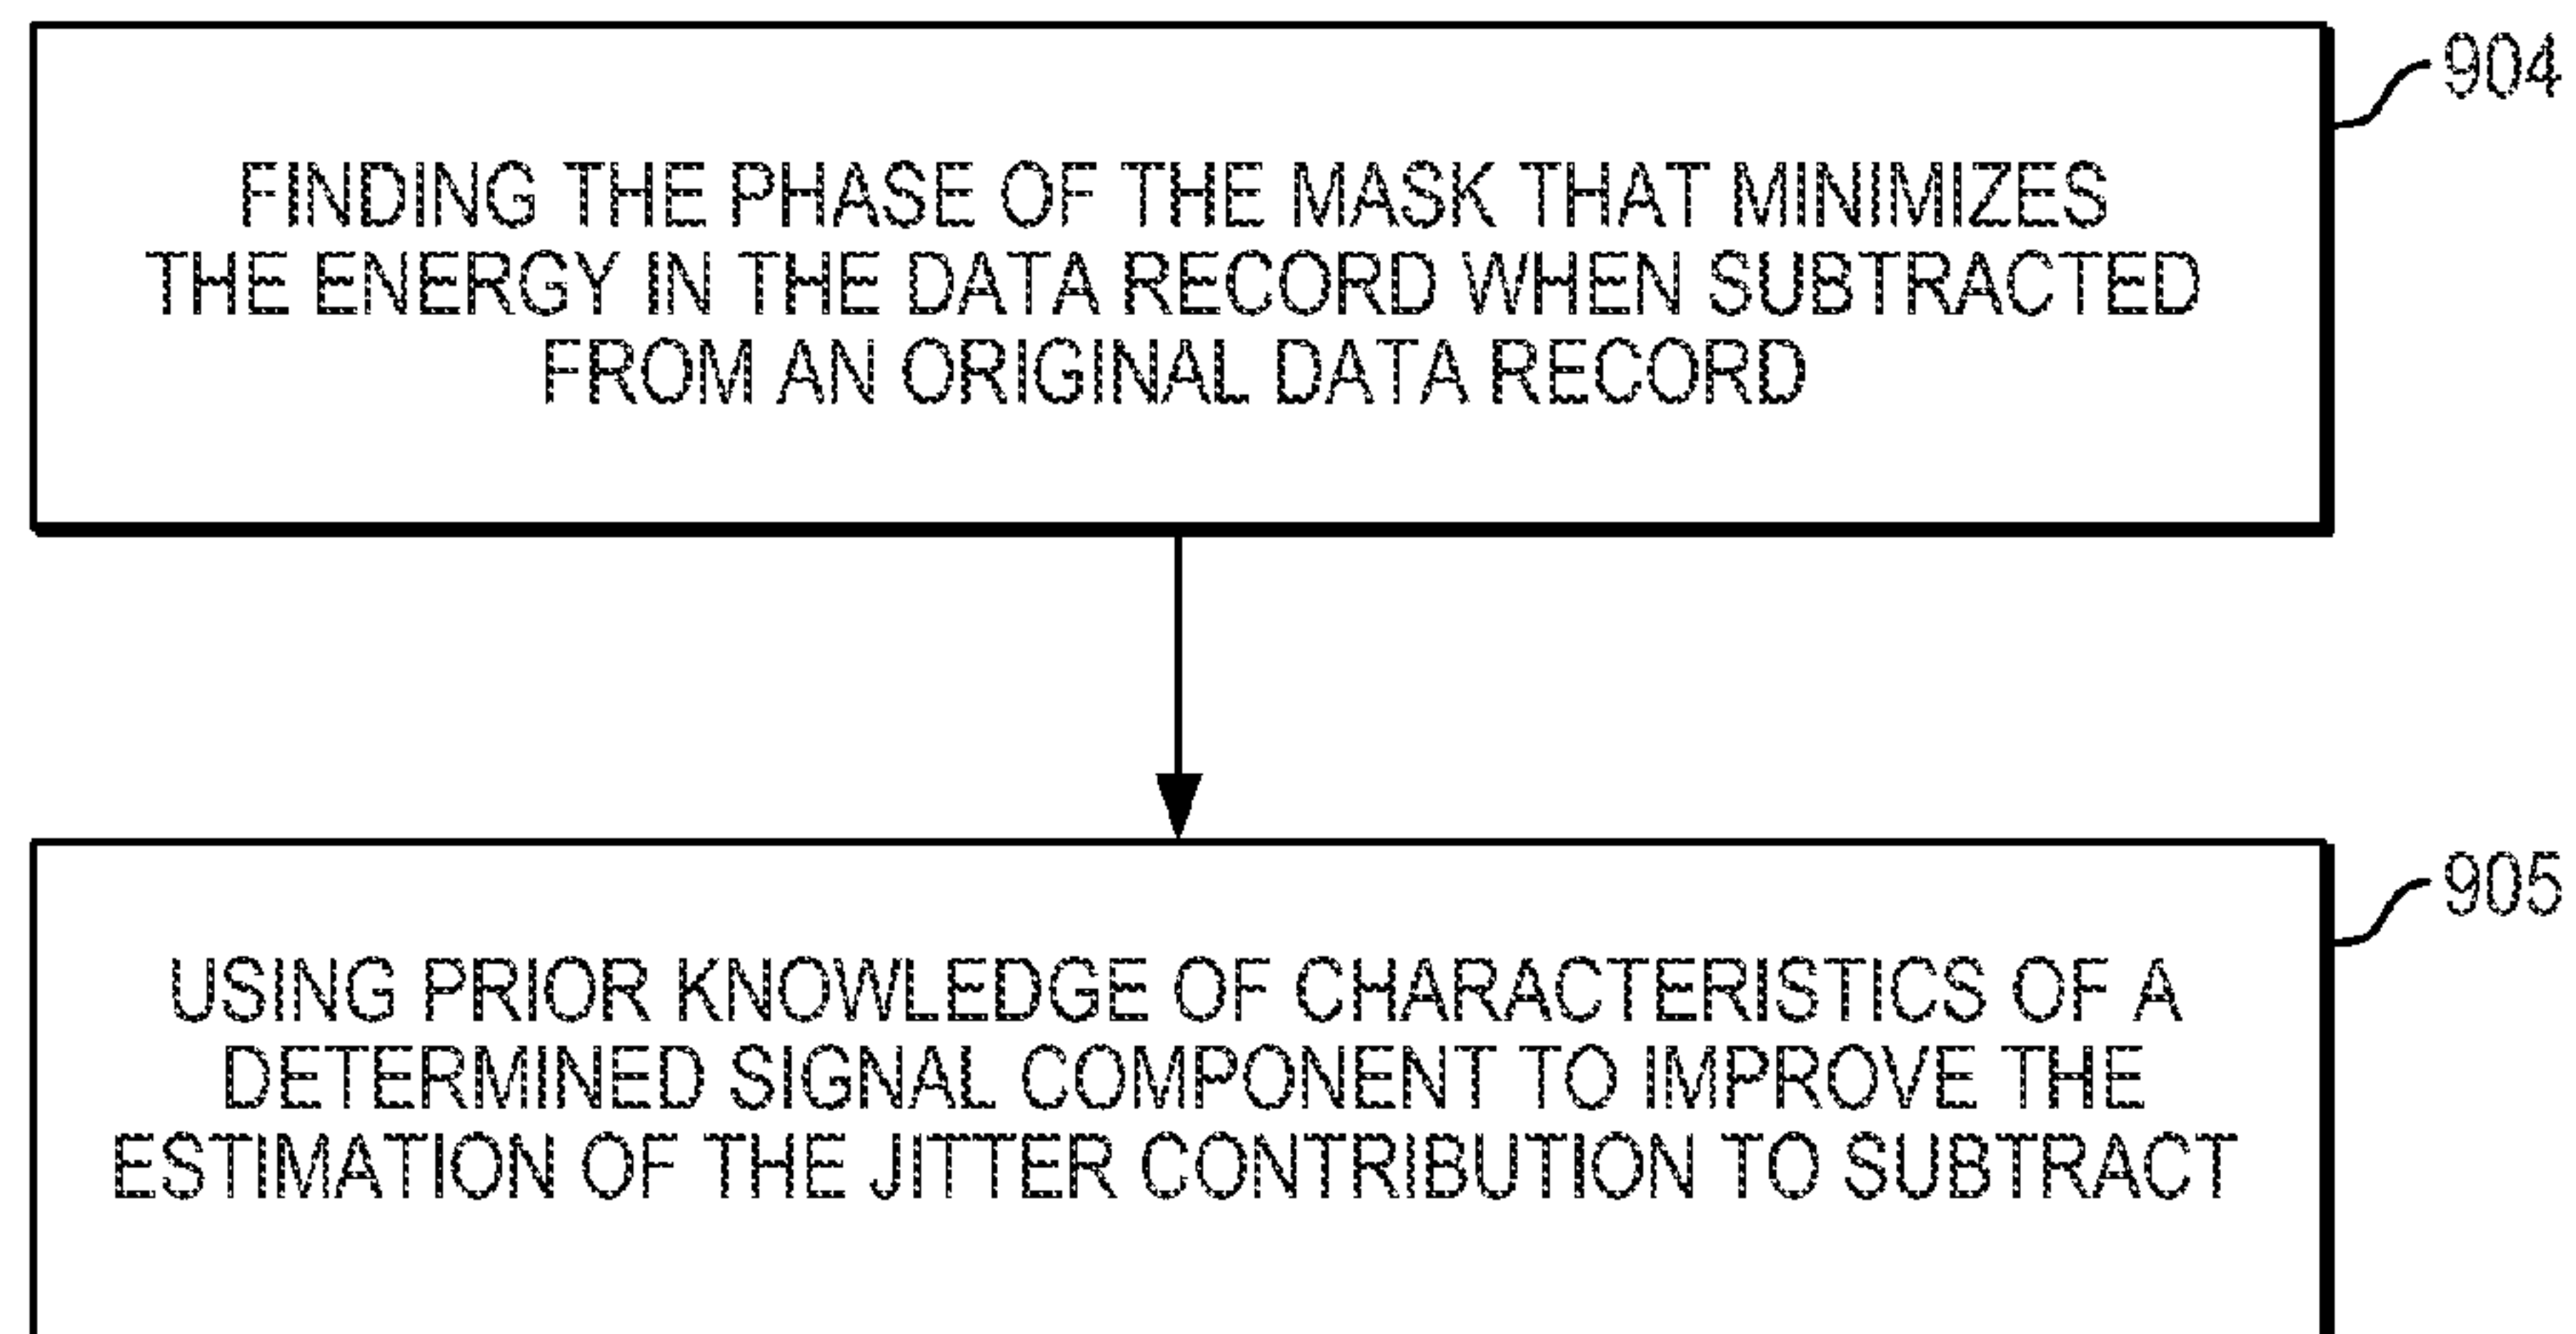 904
FINDING THE PHASE OF THE MASK THAT MINIMIZES
THE ENERGY IN THE DATA RECORD WHEN SUBTRACTED
FROM AN ORIGINAL DATA RECORD
905
USING PRIOR KNOWLEDGE OF CHARACTERISTICS OF A
DETERMINED SIGNAL COMPONENT TO IMPROVE THE
ESTIMATION OF THE JITTER CONTRIBUTION TO SUBTRACT